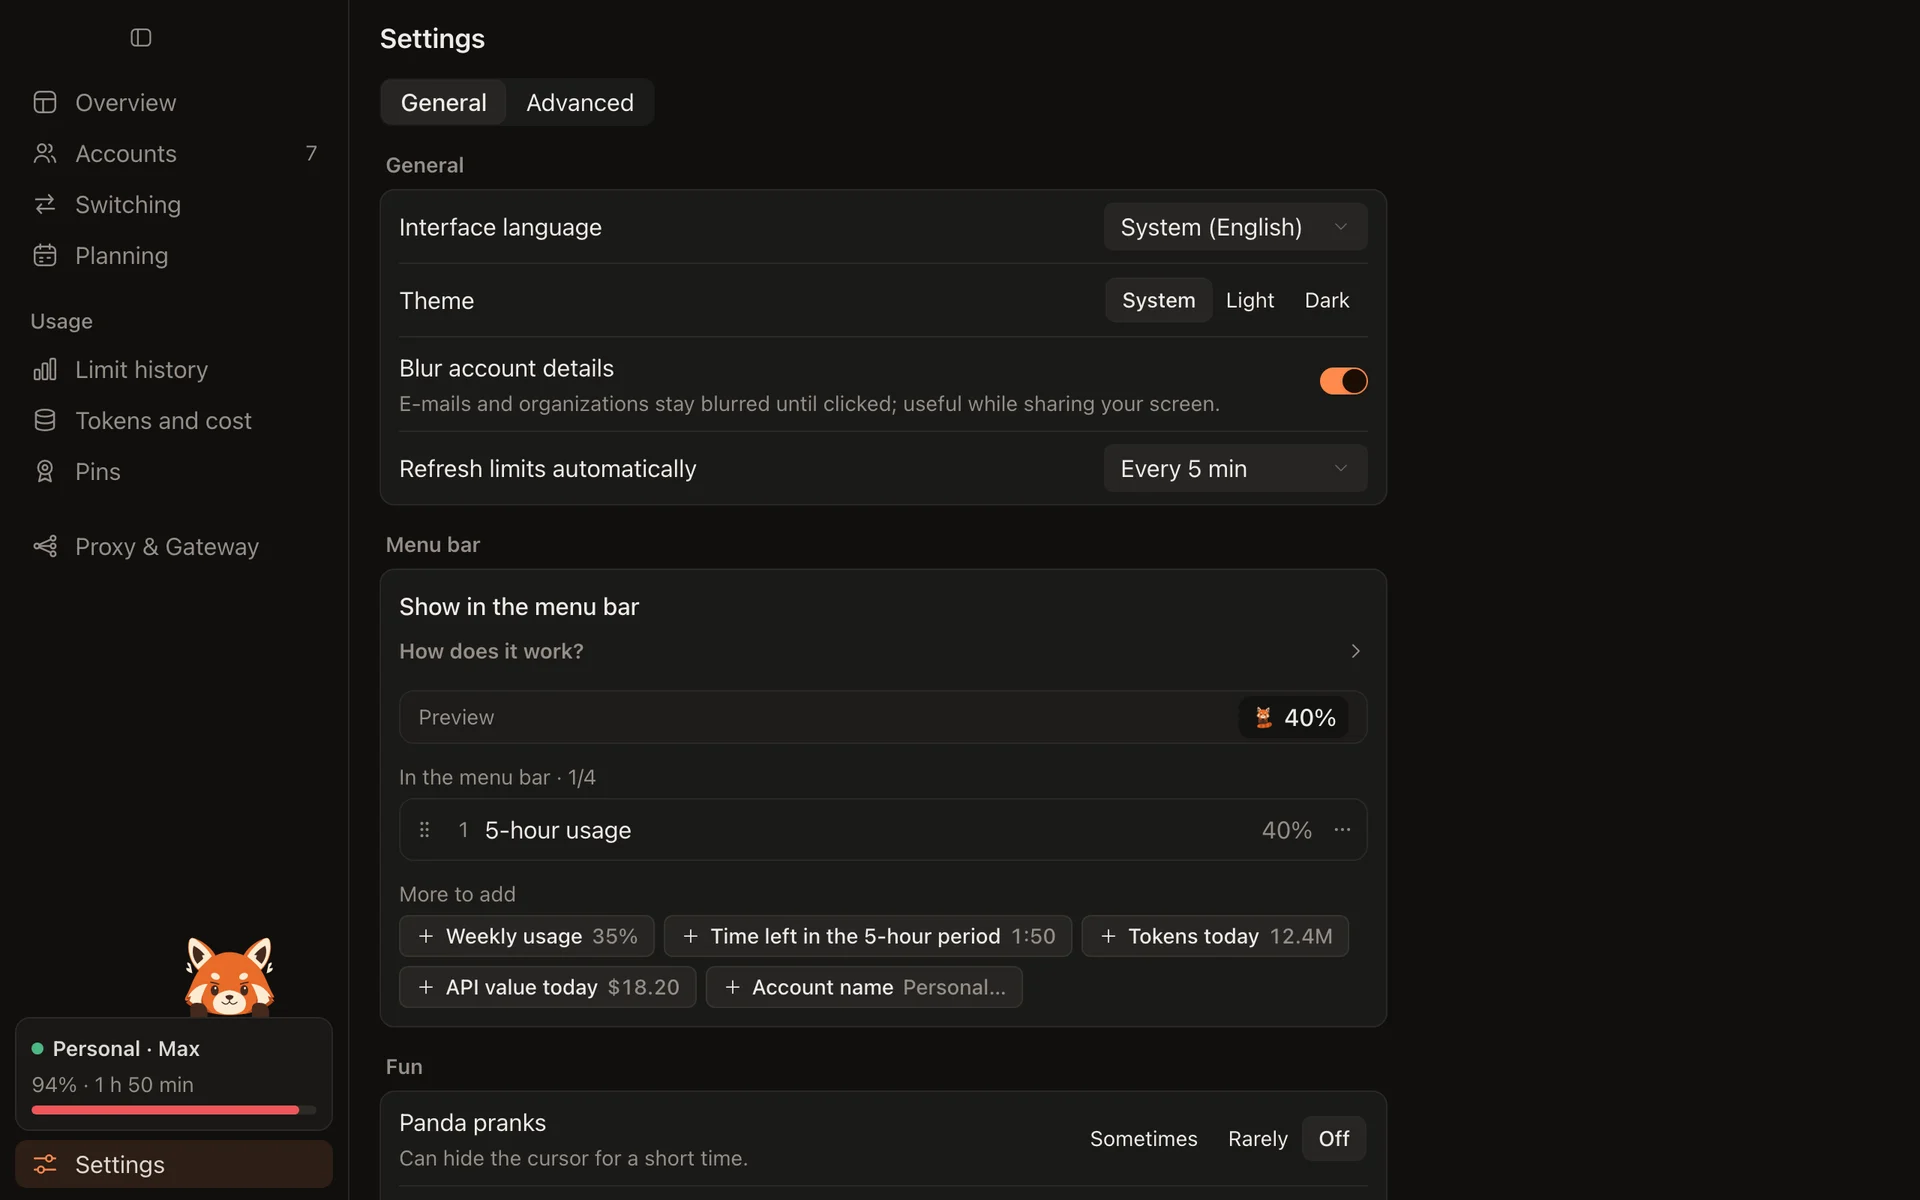 Overview
Accounts 7
Switching
Planning
Usage
Limit history
Tokens and cost
Pins
Proxy & Gateway
Personal · Max
94% · 1 h 50 min
Settings
Settings
General Advanced
General
Interface language System (English)
Theme System Light Dark
Blur account details
E-mails and organizations stay blurred until clicked; useful while sharing your screen.
Refresh limits automatically Every 5 min
Menu bar
Show in the menu bar
How does it work?
Preview 40%
In the menu bar · 1/4
1 5-hour usage 40% ···
More to add
+ Weekly usage 35% + Time left in the 5-hour period 1:50 + Tokens today 12.4M
+ API value today $18.20 + Account name Personal...
Fun
Panda pranks
Can hide the cursor for a short time.
Sometimes Rarely Off